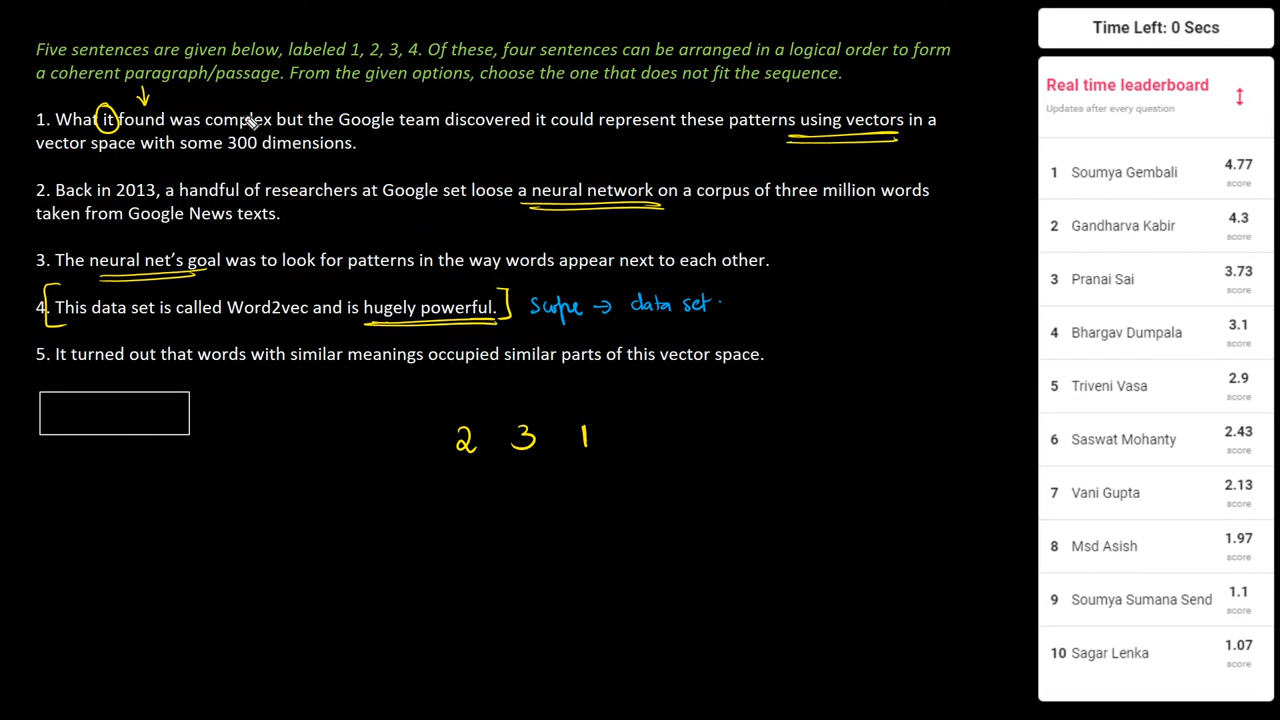 Five sentences are given below, labeled 1, 2, 3, 4. Of these, four sentences can be arranged in a logical order to form
a coherent paragraph/passage. From the given options, choose the one that does not fit the sequence.
1. What it found was complex but the Google team discovered it could represent these patterns using vectors in a
vector space with some 300 dimensions.
2. Back in 2013, a handful of researchers at Google set loose a neural network on a corpus of three million words
taken from Google News texts.
3. The neural net's goal was to look for patterns in the way words appear next to each other.
4. This data set is called Word2vec and is hugely powerful. scope → data set.
5. It turned out that words with similar meanings occupied similar parts of this vector space.
2 3 1
Time Left: 0 Secs
Real time leaderboard
Updates after every question
1 Soumya Gembali 4.77
score
2 Gandharva Kabir 4.3
score
3 Pranai Sai 3.73
score
4 Bhargav Dumpala 3.1
score
5 Triveni Vasa 2.9
score
6 Saswat Mohanty 2.43
score
7 Vani Gupta 2.13
score
8 Msd Asish 1.97
score
9 Soumya Sumana Send 1.1
score
10 Sagar Lenka 1.07
score